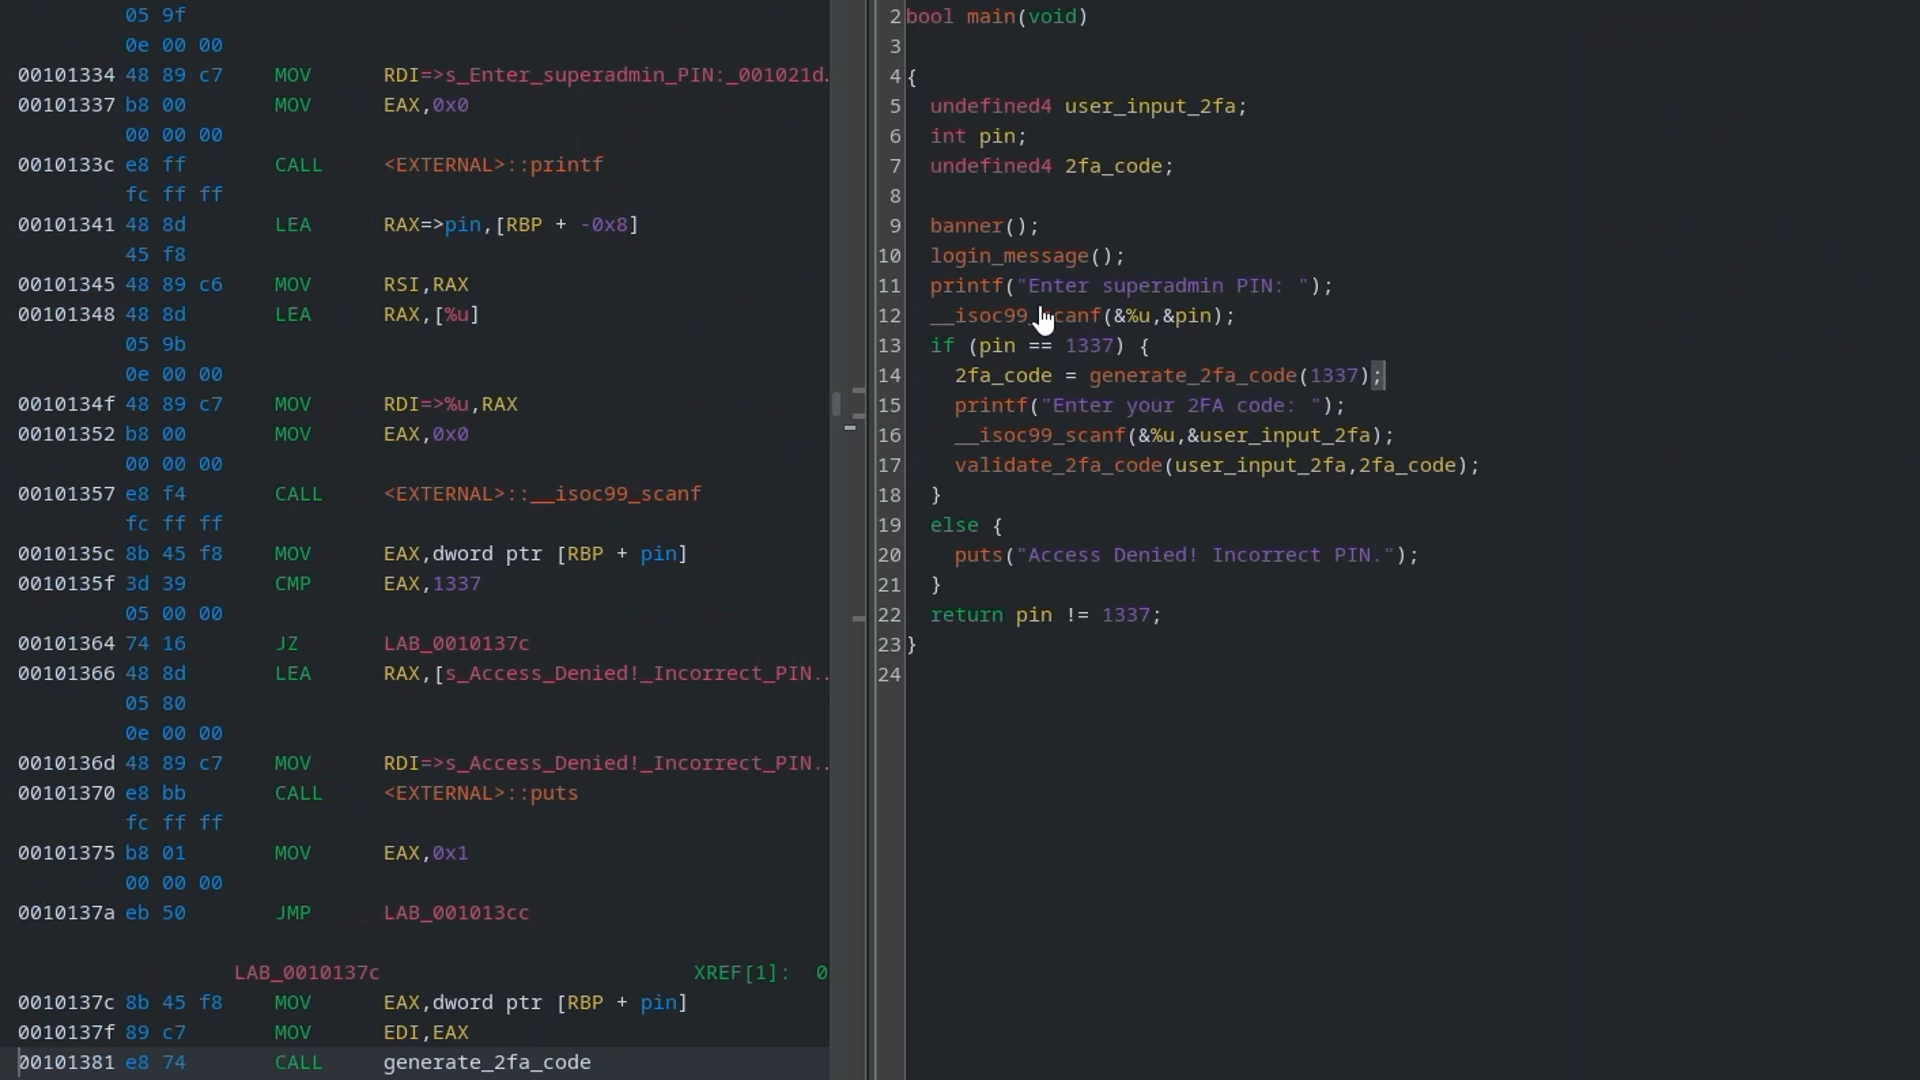 05 9f
0e 00 00
00101334 48 89 c7 MOV RDI=>s_Enter_superadmin_PIN:_001021d.
00101337 b8 00 MOV EAX,0x0
00 00 00
0010133c e8 ff CALL <EXTERNAL>::printf
fc ff ff
00101341 48 8d LEA RAX=>pin,[RBP + -0x8]
45 f8
00101345 48 89 c6 MOV RSI,RAX
00101348 48 8d LEA RAX,[%u]
05 9b
0e 00 00
0010134f 48 89 c7 MOV RDI=>%u,RAX
00101352 b8 00 MOV EAX,0x0
00 00 00
00101357 e8 f4 CALL <EXTERNAL>::__isoc99_scanf
fc ff ff
0010135c 8b 45 f8 MOV EAX,dword ptr [RBP + pin]
0010135f 3d 39 CMP EAX,1337
05 00 00
00101364 74 16 JZ LAB_0010137c
00101366 48 8d LEA RAX,[s_Access_Denied!_Incorrect_PIN..
05 80
0e 00 00
0010136d 48 89 c7 MOV RDI=>s_Access_Denied!_Incorrect_PIN..
00101370 e8 bb CALL <EXTERNAL>::puts
fc ff ff
00101375 b8 01 MOV EAX,0x1
00 00 00
0010137a eb 50 JMP LAB_001013cc
LAB_0010137c XREF[1]: 0
0010137c 8b 45 f8 MOV EAX,dword ptr [RBP + pin]
0010137f 89 c7 MOV EDI,EAX
00101381 e8 74 CALL generate_2fa_code
2 bool main(void)
3
4 {
5 undefined4 user_input_2fa;
6 int pin;
7 undefined4 2fa_code;
8
9 banner();
10 login_message();
11 printf("Enter superadmin PIN: ");
12 __isoc99_scanf(&%u,&pin);
13 if (pin == 1337) {
14 2fa_code = generate_2fa_code(1337);
15 printf("Enter your 2FA code: ");
16 __isoc99_scanf(&%u,&user_input_2fa);
17 validate_2fa_code(user_input_2fa,2fa_code);
18 }
19 else {
20 puts("Access Denied! Incorrect PIN.");
21 }
22 return pin != 1337;
23 }
24